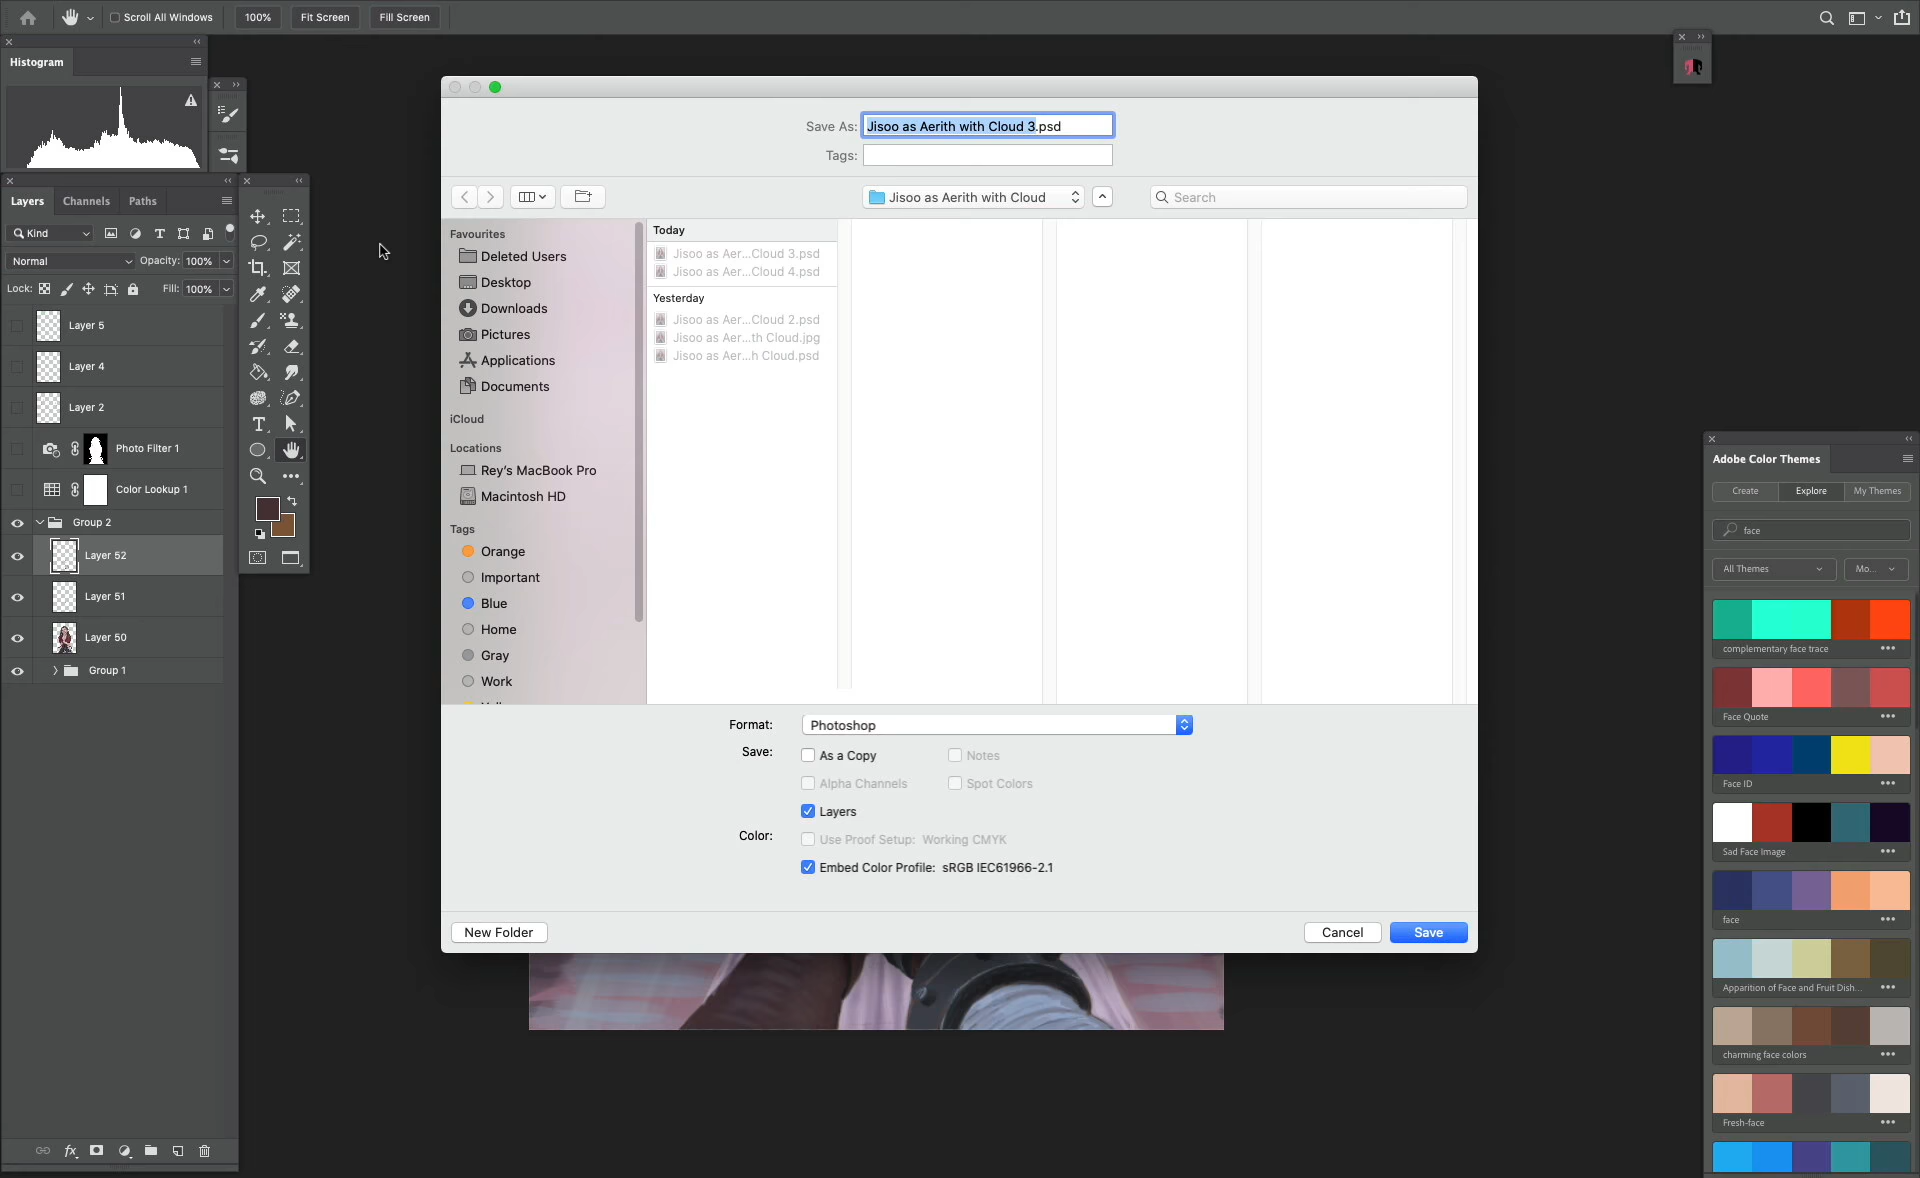 Scroll All Windows
100%
Fit Screen
Fill Screen
Histogram
Layers
Channels
Paths
Kind
Normal
Opacity: 100%
Lock:
Fill: 100%
Layer 5
Layer 4
Layer 2
Photo Filter 1
Color Lookup 1
Group 2
Layer 52
Layer 51
Layer 50
Group 1
Save As: Jisoo as Aerith with Cloud 3.psd
Tags:
Jisoo as Aerith with Cloud
Search
Favourites
Deleted Users
Desktop
Downloads
Pictures
Applications
Documents
iCloud
Locations
Rey's MacBook Pro
Macintosh HD
Tags
Orange
Important
Blue
Home
Gray
Work
Today
Jisoo as Aer...Cloud 3.psd
Jisoo as Aer...Cloud 4.psd
Yesterday
Jisoo as Aer...Cloud 2.psd
Jisoo as Aer...th Cloud.jpg
Jisoo as Aer...h Cloud.psd
Format: Photoshop
Save:
As a Copy
Notes
Alpha Channels
Spot Colors
Layers
Color:
Use Proof Setup: Working CMYK
Embed Color Profile: sRGB IEC61966-2.1
New Folder
Cancel
Save
Adobe Color Themes
Create
Explore
My Themes
face
All Themes
Mo...
complementary face trace
Face Quote
Face ID
Sad Face Image
face
Apparition of Face and Fruit Dish...
charming face colors
Fresh-face